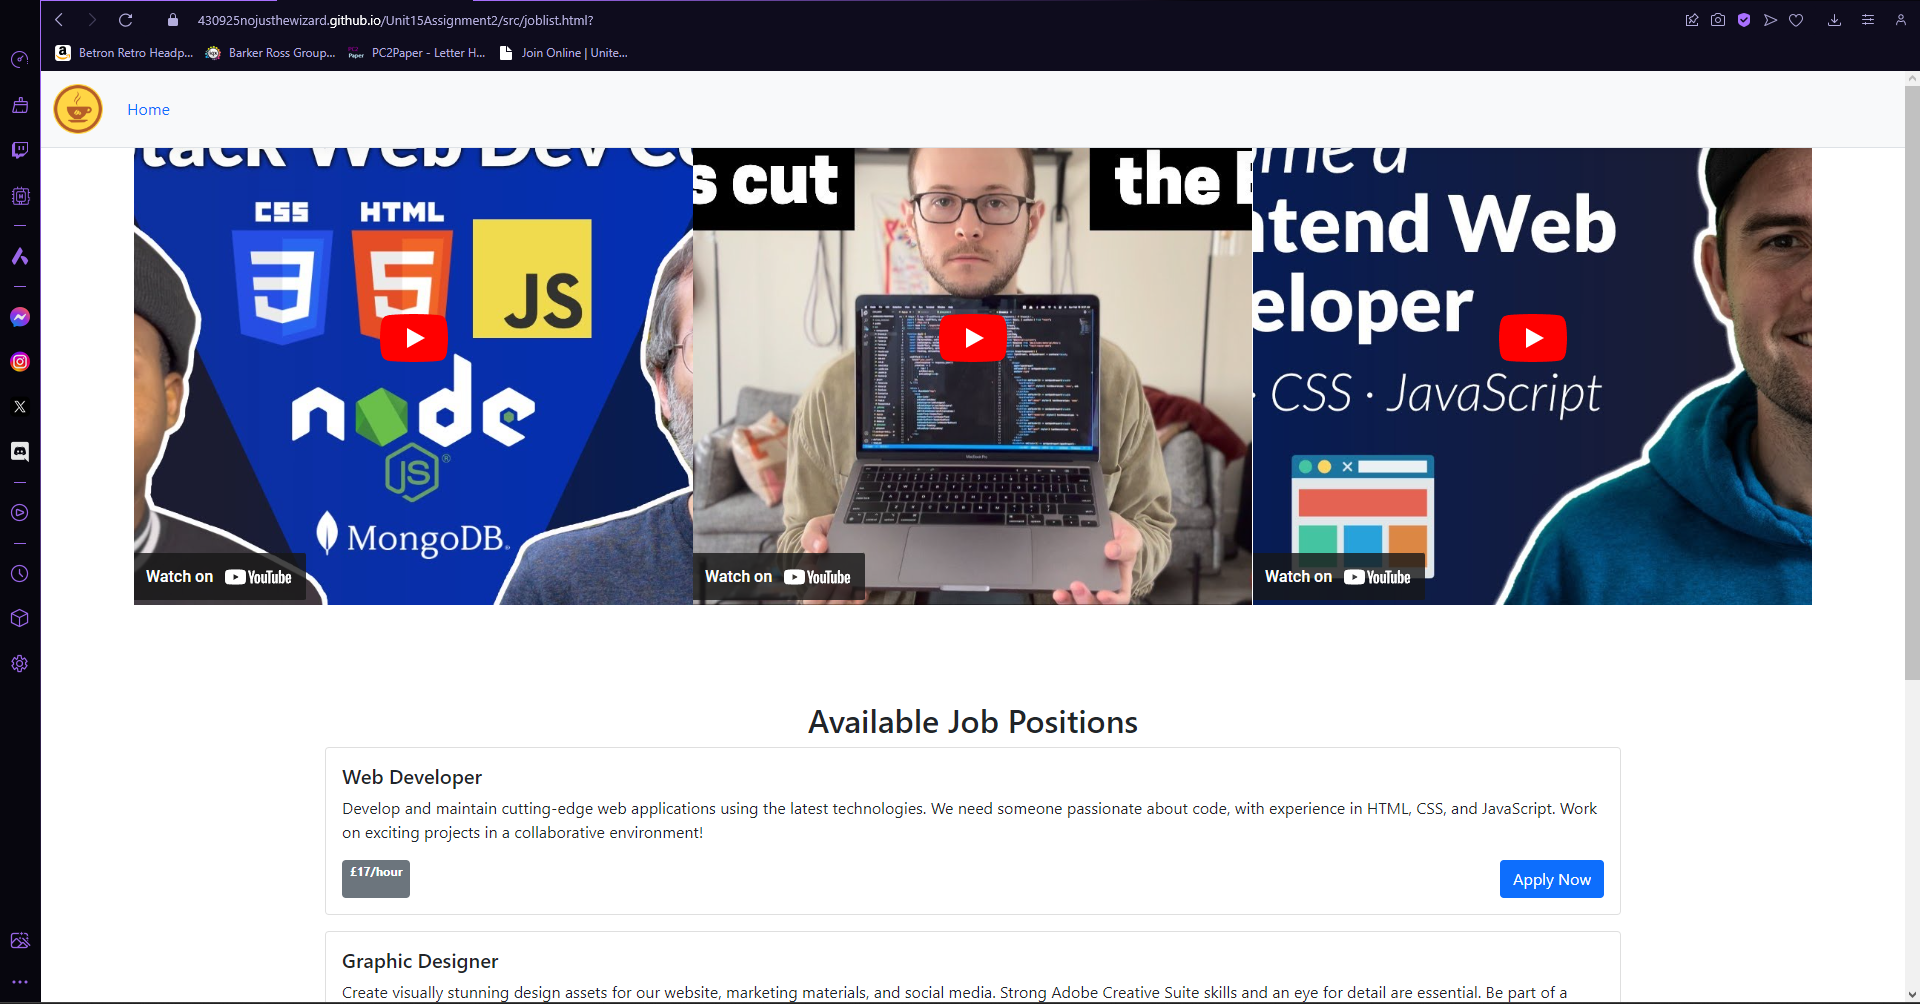 430925nojusthewizard.github.io/Unit15Assignment2/src/joblist.html?
Betron Retro Headp... Barker Ross Group... PC2Paper - Letter H... Join Online | Unite...
Home
tack Web Dev Co
CSS HTML
JS
node
JS
MongoDB
Watch on YouTube
s cut the
Watch on YouTube
me a
ntend Web
eloper
· CSS · JavaScript
Watch on YouTube
Available Job Positions
Web Developer
Develop and maintain cutting-edge web applications using the latest technologies. We need someone passionate about code, with experience in HTML, CSS, and JavaScript. Work
on exciting projects in a collaborative environment!
£17/hour
Apply Now
Graphic Designer
Create visually stunning design assets for our website, marketing materials, and social media. Strong Adobe Creative Suite skills and an eye for detail are essential. Be part of a